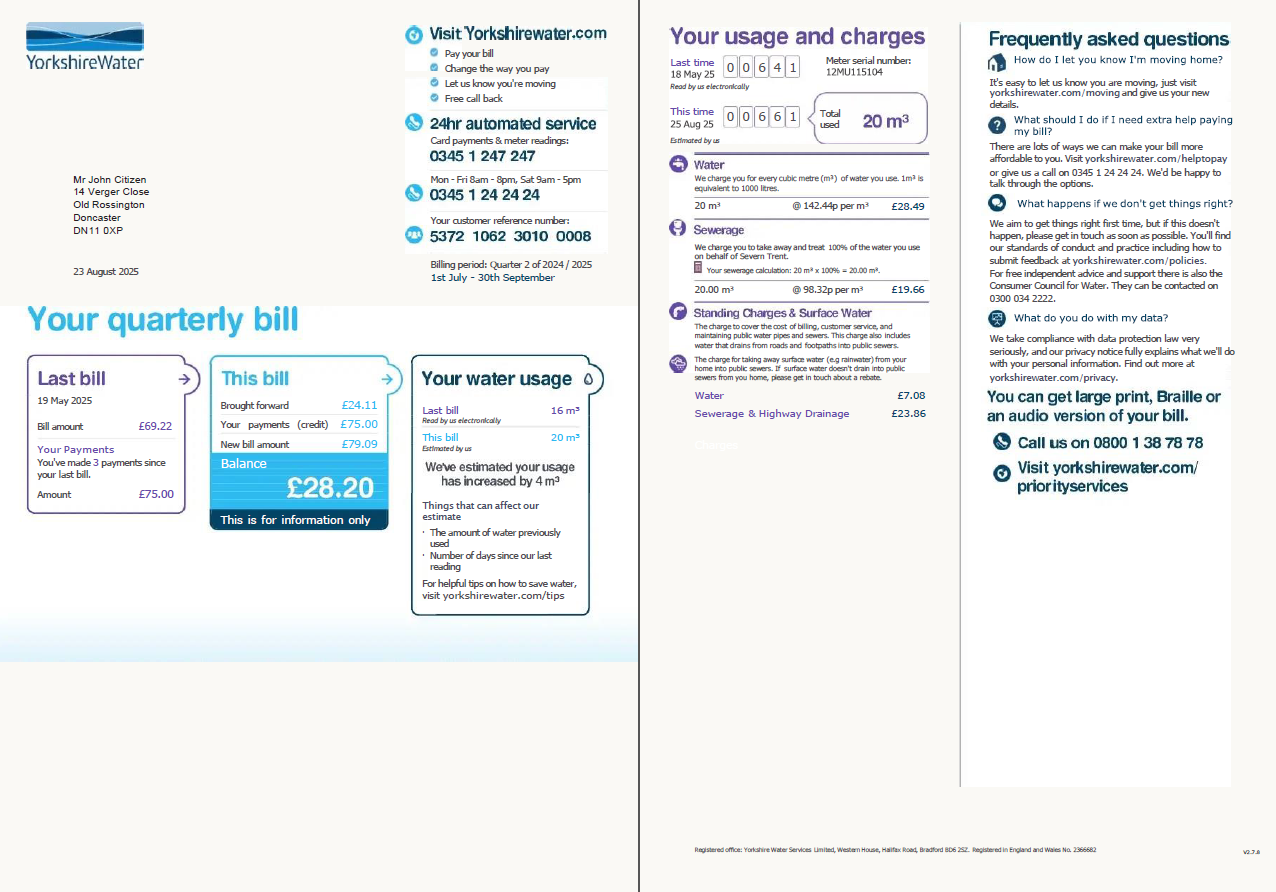 YorkshireWater
Visit Yorkshirewater.com
Pay your bill
Change the way you pay
Let us know you're moving
Free call back
24hr automated service
Card payments & meter readings:
0345 1 247 247
Mon - Fri 8am - 8pm, Sat 9am - 5pm
0345 1 24 24 24
Your customer reference number:
5372 1062 3010 0008
Billing period: Quarter 2 of 2024 / 2025
1st July - 30th September
Mr John Citizen
14 Verger Close
Old Rossington
Doncaster
DN11 0XP
23 August 2025
Your quarterly bill
Last bill
19 May 2025
Bill amount £69.22
Your Payments
You've made 3 payments since
your last bill.
Amount £75.00
This bill
Brought forward £24.11
Your payments (credit) £75.00
New bill amount £79.09
Balance
£28.20
This is for information only
Your water usage
Last bill 16 m³
Read by us electronically
This bill 20 m³
Estimated by us
We've estimated your usage
has increased by 4 m³
Things that can affect our
estimate
· The amount of water previously
used
· Number of days since our last
reading
For helpful tips on how to save water,
visit yorkshirewater.com/tips
Your usage and charges
Last time
18 May 25
0 0 6 4 1
Read by us electronically
Meter serial number:
12MU115104
This time
25 Aug 25
0 0 6 6 1
Estimated by us
Total
used
20 m³
Water
We charge you for every cubic metre (m³) of water you use. 1m³ is
equivalent to 1000 litres.
20 m³ @ 142.44p per m³ £28.49
Sewerage
We charge you to take away and treat 100% of the water you use
on behalf of Severn Trent.
Your sewerage calculation: 20 m³ x 100% = 20.00 m³.
20.00 m³ @ 98.32p per m³ £19.66
Standing Charges & Surface Water
The charge to cover the cost of billing, customer service, and
maintaining public water pipes and sewers. This charge also includes
water that drains from roads and footpaths into public sewers.
The charge for taking away surface water (e.g rainwater) from your
home into public sewers. If surface water doesn't drain into public
sewers from you home, please get in touch about a rebate.
Water £7.08
Sewerage & Highway Drainage £23.86
Charges
Frequently asked questions
How do I let you know I'm moving home?
It's easy to let us know you are moving, just visit
yorkshirewater.com/moving and give us your new
details.
What should I do if I need extra help paying
my bill?
There are lots of ways we can make your bill more
affordable to you. Visit yorkshirewater.com/helptopay
or give us a call on 0345 1 24 24 24. We'd be happy to
talk through the options.
What happens if we don't get things right?
We aim to get things right first time, but if this doesn't
happen, please get in touch as soon as possible. You'll find
our standards of conduct and practice including how to
submit feedback at yorkshirewater.com/policies.
For free independent advice and support there is also the
Consumer Council for Water. They can be contacted on
0300 034 2222.
What do you do with my data?
We take compliance with data protection law very
seriously, and our privacy notice fully explains what we'll do
with your personal information. Find out more at
yorkshirewater.com/privacy.
You can get large print, Braille or
an audio version of your bill.
Call us on 0800 1 38 78 78
Visit yorkshirewater.com/
priorityservices
Registered office: Yorkshire Water Services Limited, Western House, Halifax Road, Bradford BD6 2SZ. Registered in England and Wales No. 2366682
V2.7.8